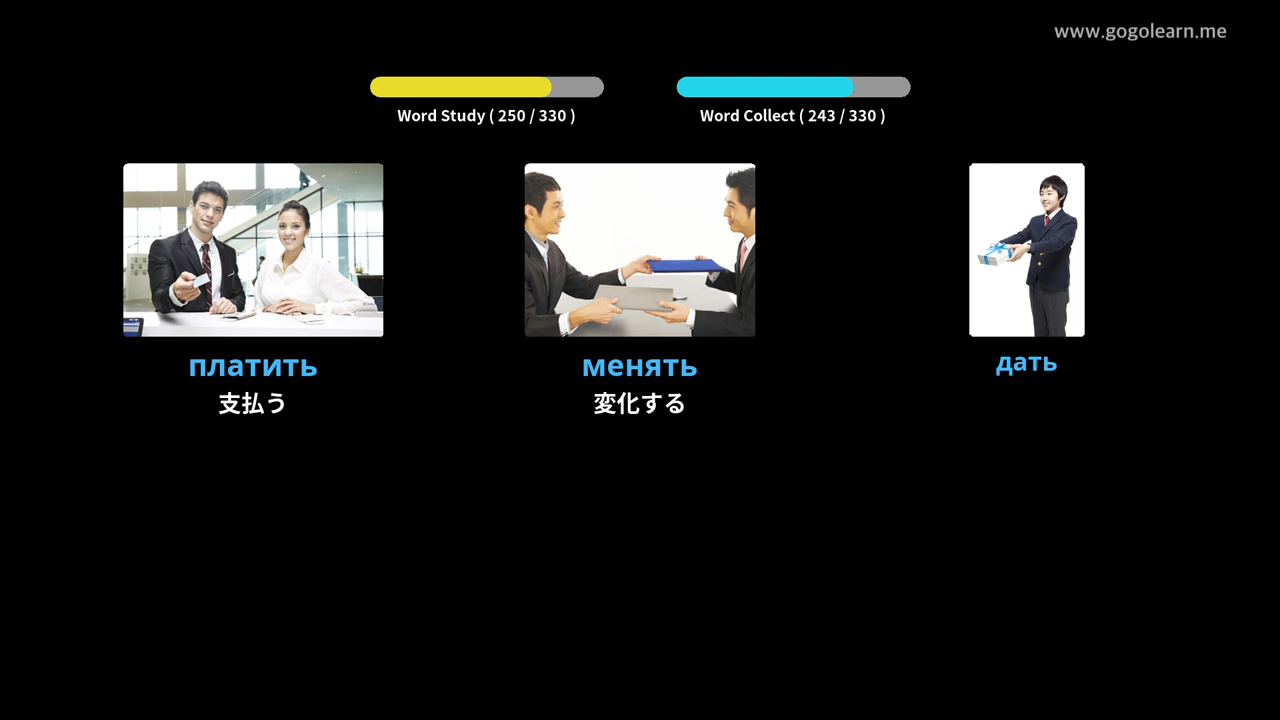 www.gogolearn.me
Word Study ( 250 / 330 )
Word Collect ( 243 / 330 )
платить
支払う
менять
変化する
дать